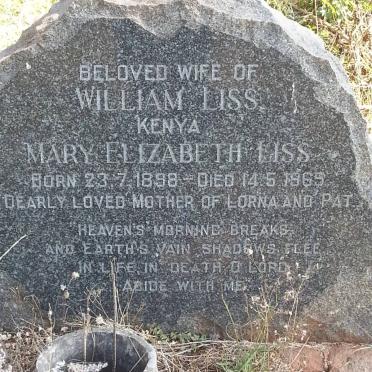 BELOVED WIFE OF
WILLIAM LISS.
KENYA
MARY ELIZABETH LISS
BORN 23.7.1898 - DIED 14.5.1969
DEARLY LOVED MOTHER OF LORNA AND PAT.
HEAVEN'S MORNING BREAKS
AND EARTH'S VAIN SHADOWS FLEE
IN LIFE IN DEATH O LORD
ABIDE WITH ME.